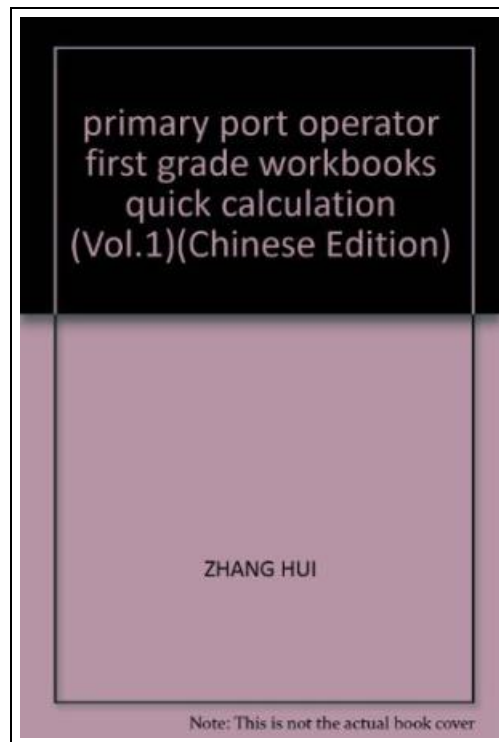 primary port operator
first grade workbooks
quick calculation
(Vol.1)(Chinese Edition)
ZHANG HUI
Note: This is not the actual book cover